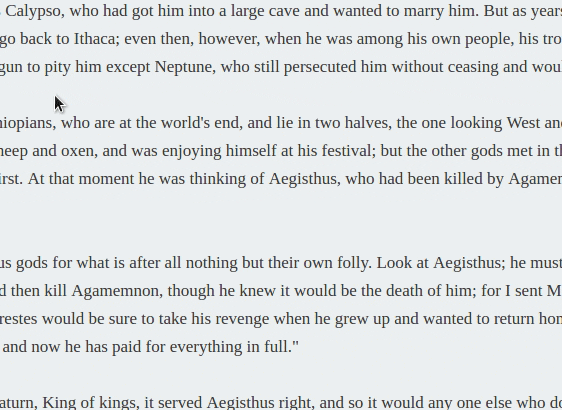 Calypso, who had got him into a large cave and wanted to marry him. But as years
go back to Ithaca; even then, however, when he was among his own people, his tro
gun to pity him except Neptune, who still persecuted him without ceasing and wou
hiopians, who are at the world's end, and lie in two halves, the one looking West an
heep and oxen, and was enjoying himself at his festival; but the other gods met in th
irst. At that moment he was thinking of Aegisthus, who had been killed by Agamem
us gods for what is after all nothing but their own folly. Look at Aegisthus; he must
d then kill Agamemnon, though he knew it would be the death of him; for I sent M
restes would be sure to take his revenge when he grew up and wanted to return hom
and now he has paid for everything in full."
aturn, King of kings, it served Aegisthus right, and so it would any one else who do